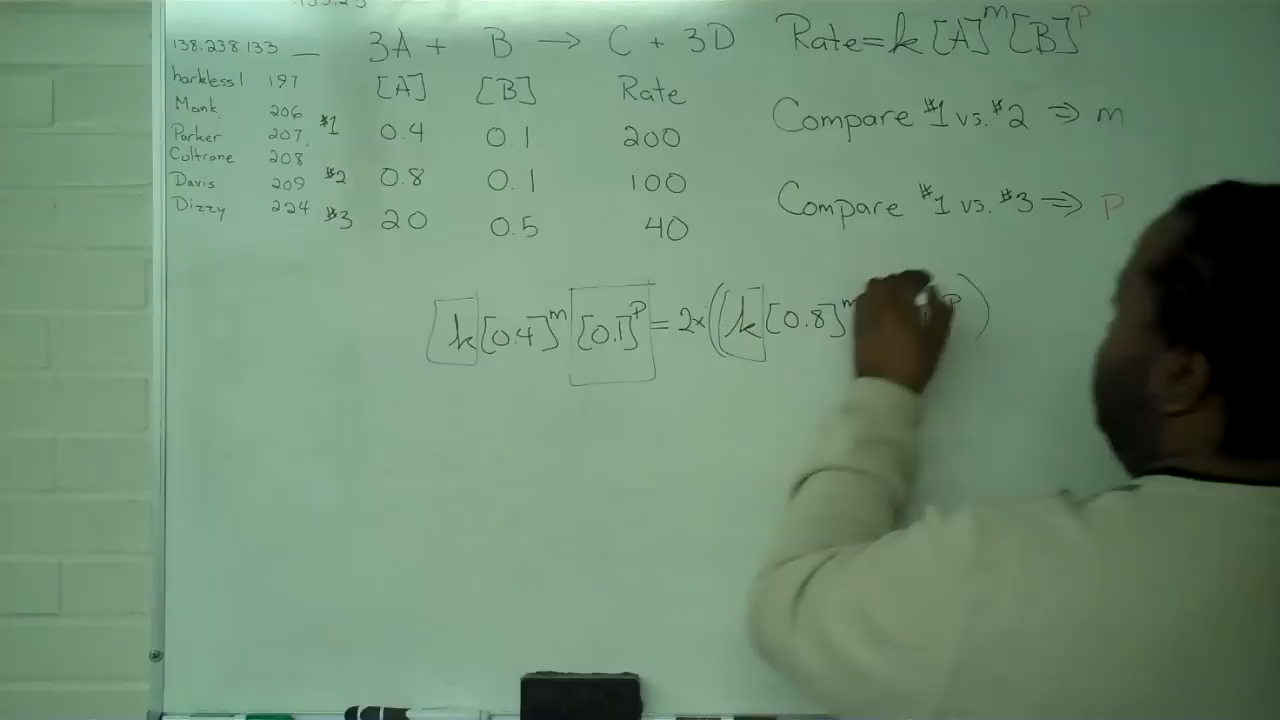 138.238.133 __ 3A + B → C + 3D Rate=k[A]^m[B]^p
harkless1 197 [A] [B] Rate
Monk 206
Parker 207 #1 0.4 0.1 200 Compare #1 vs. #2 ⇒ m
Coltrane 208
Davis 209 #2 0.8 0.1 100
Dizzy 224 #3 20 0.5 40 Compare #1 vs. #3 ⇒ p
k[0.4]^m [0.1]^p = 2×(k[0.8]^m p)